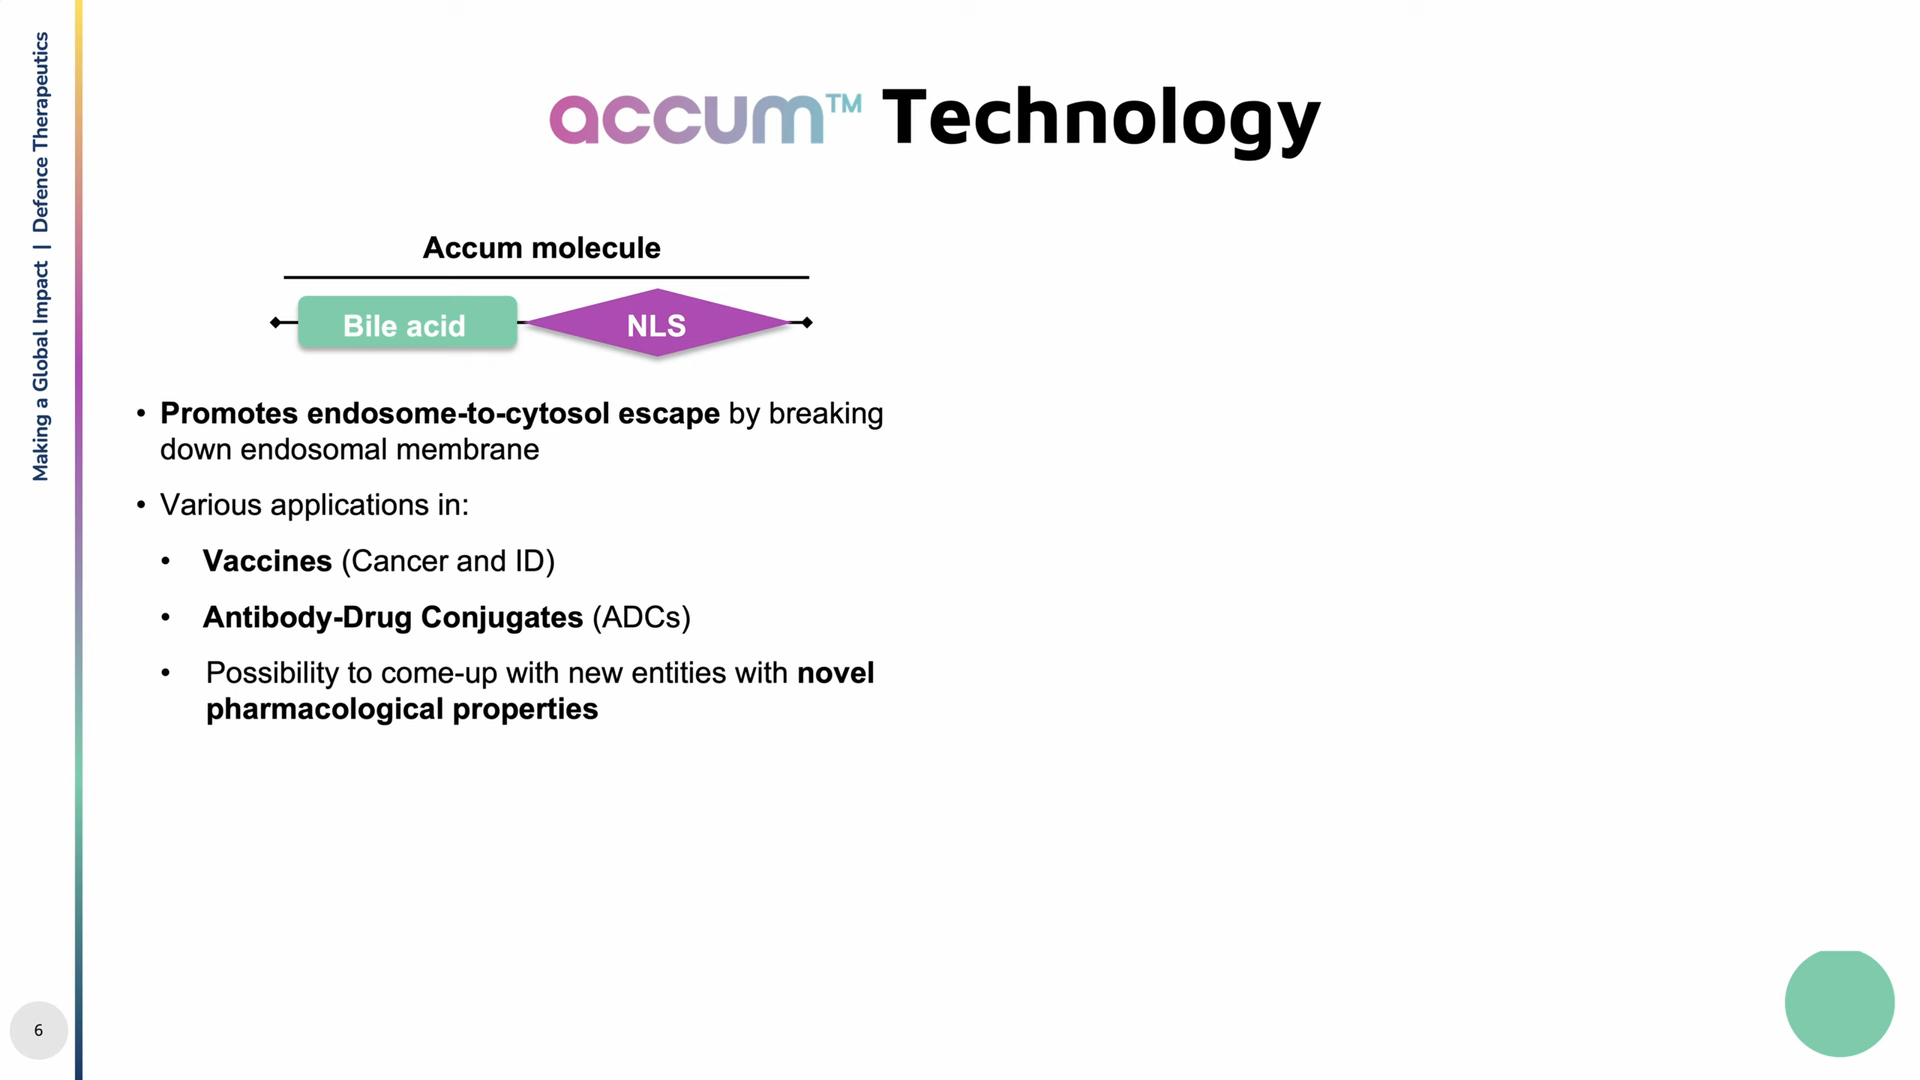 Making a Global Impact | Defence Therapeutics
accum™ Technology
Accum molecule
Bile acid
NLS
• Promotes endosome-to-cytosol escape by breaking
down endosomal membrane
• Various applications in:
• Vaccines (Cancer and ID)
• Antibody-Drug Conjugates (ADCs)
• Possibility to come-up with new entities with novel
pharmacological properties
6